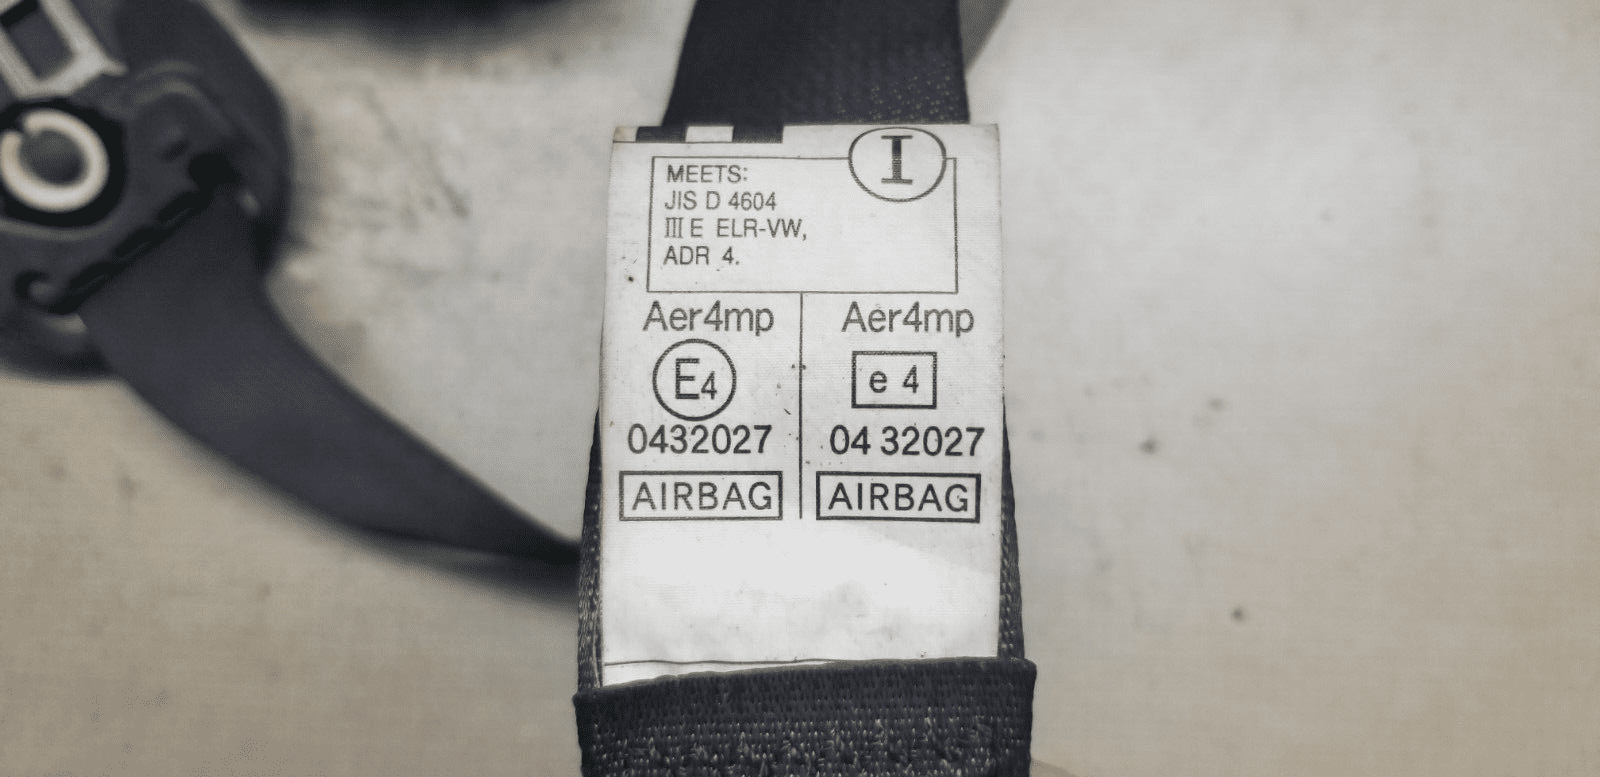 I
MEETS:
JIS D 4604
III E ELR-VW,
ADR 4.
Aer4mp
E4
0432027
AIRBAG
Aer4mp
e 4
04 32027
AIRBAG